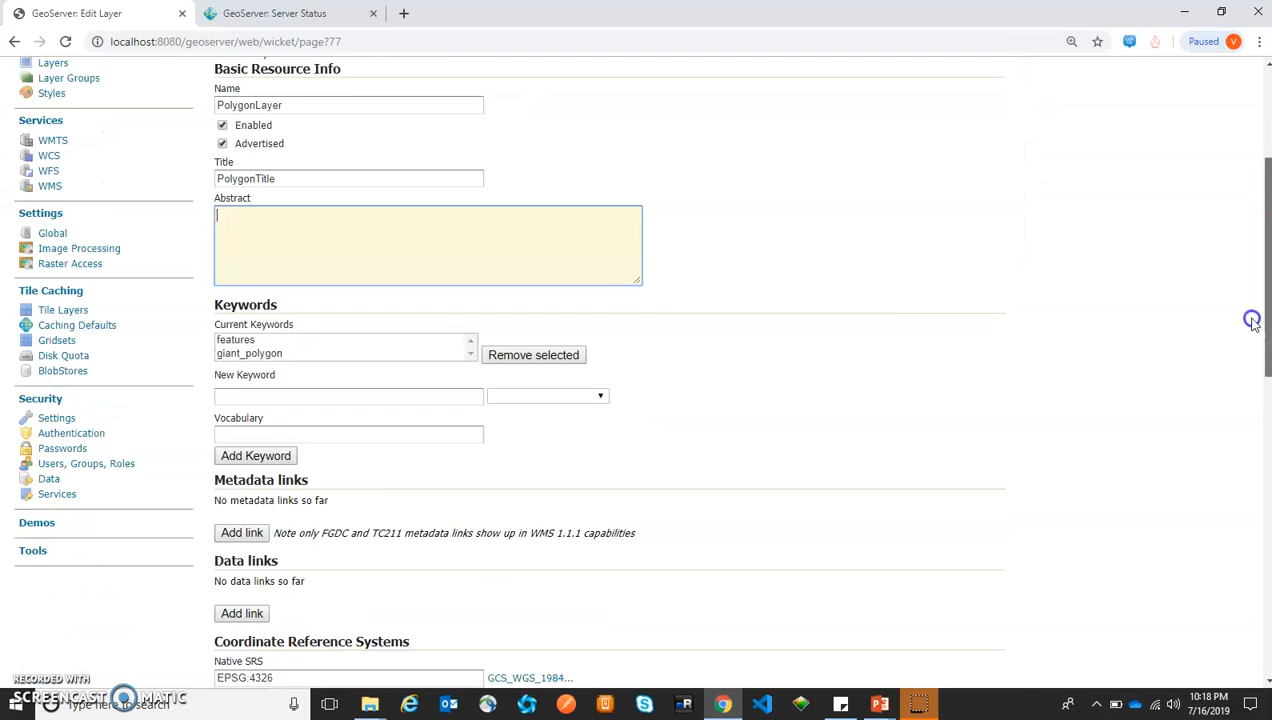 GeoServer: Edit Layer
GeoServer: Server Status
localhost:8080/geoserver/web/wicket/page?77
Paused
V
Layers
Layer Groups
Styles
Services
WMTS
WCS
WFS
WMS
Settings
Global
Image Processing
Raster Access
Tile Caching
Tile Layers
Caching Defaults
Gridsets
Disk Quota
BlobStores
Security
Settings
Authentication
Passwords
Users, Groups, Roles
Data
Services
Demos
Tools
Basic Resource Info
Name
PolygonLayer
Enabled
Advertised
Title
PolygonTitle
Abstract
Keywords
Current Keywords
features
giant_polygon
Remove selected
New Keyword
Vocabulary
Add Keyword
Metadata links
No metadata links so far
Add link Note only FGDC and TC211 metadata links show up in WMS 1.1.1 capabilities
Data links
No data links so far
Add link
Coordinate Reference Systems
Native SRS
EPSG:4326 GCS_WGS_1984...
RECORDED WITH
SCREENCAST MATIC
Type here to search
10:18 PM
7/16/2019